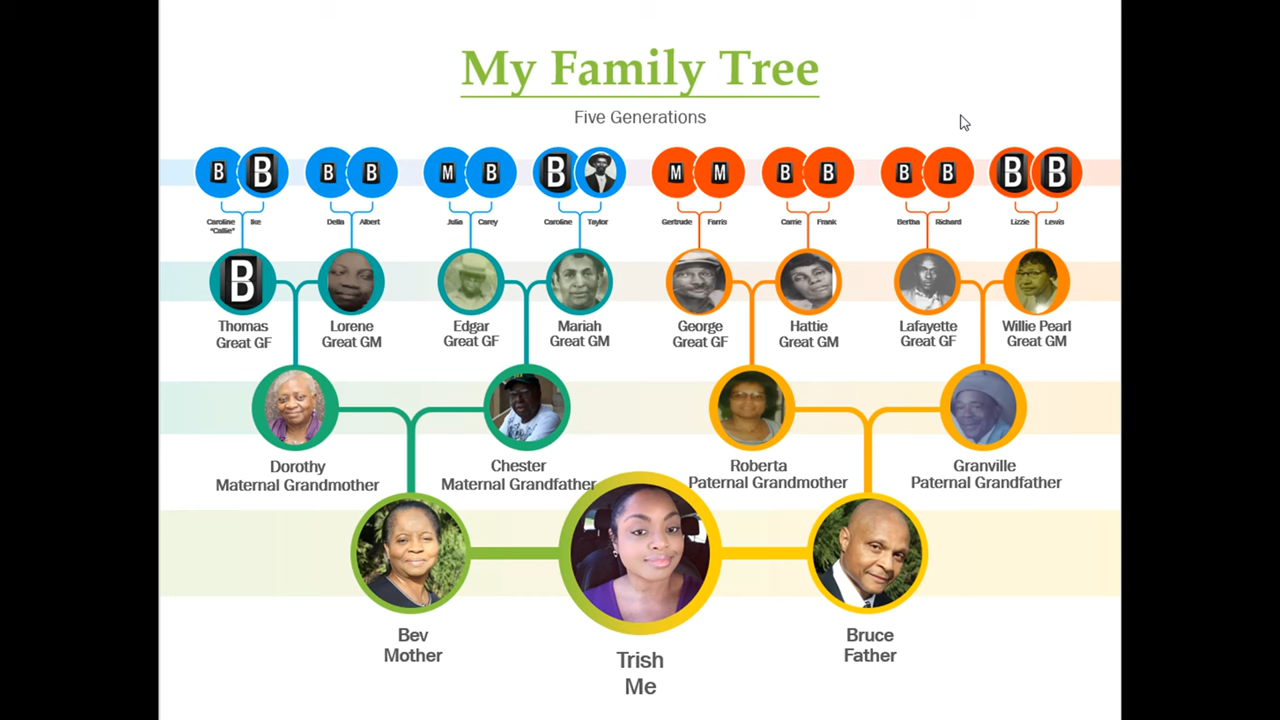 My Family Tree
Five Generations
B B B B M B B M M B B B B B B
Caroline "Callie" Ike Della Albert Julia Carey Caroline Taylor Gertrude Farris Carrie Frank Bertha Richard Lizzie Lewis
B
Thomas Lorene Edgar Mariah George Hattie Lafayette Willie Pearl
Great GF Great GM Great GF Great GM Great GF Great GM Great GF Great GM
Dorothy Chester Roberta Granville
Maternal Grandmother Maternal Grandfather Paternal Grandmother Paternal Grandfather
Bev Bruce
Mother Father
Trish
Me